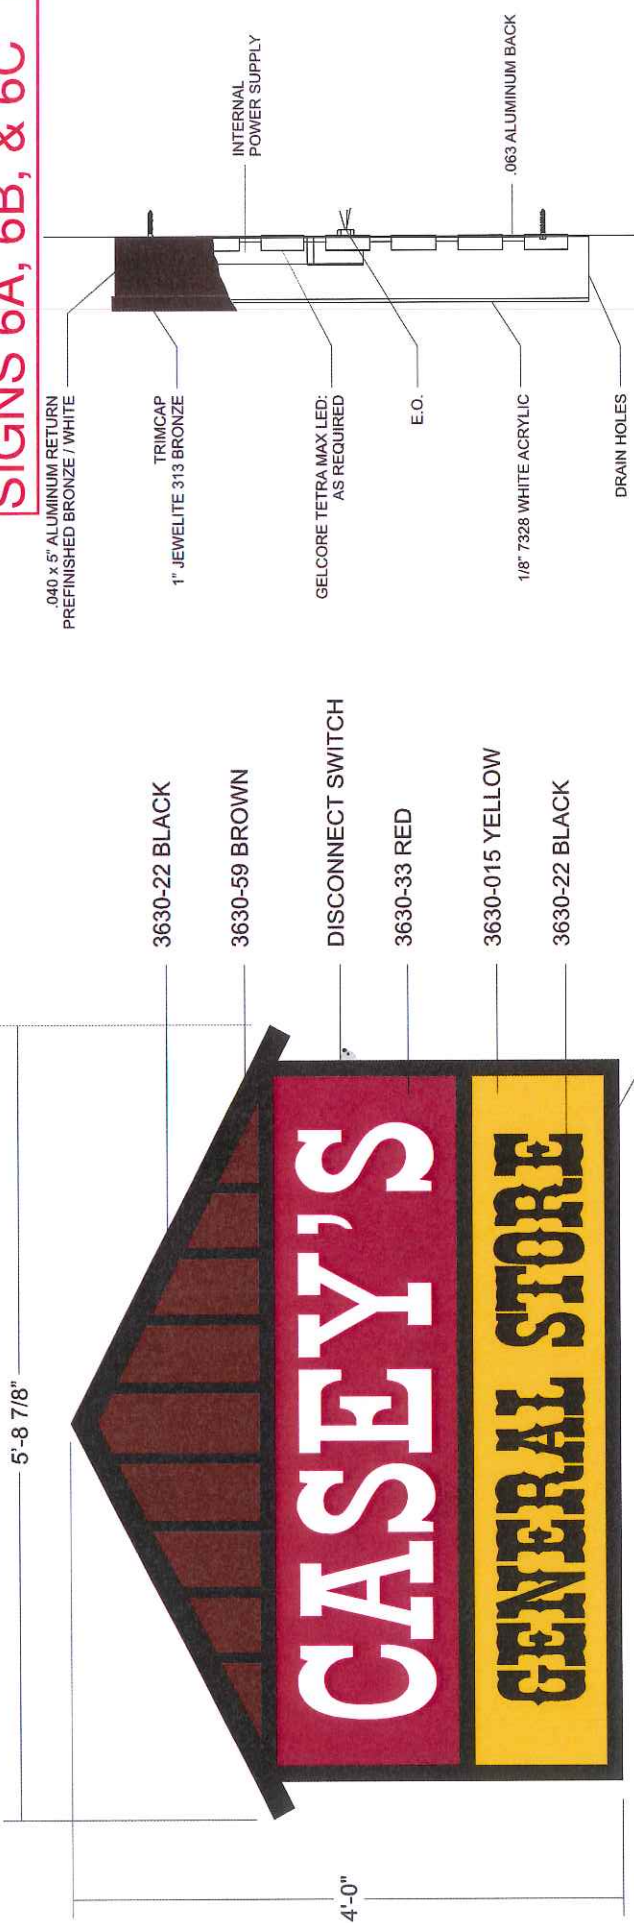 SIGNS 6A, 6B, & 6C
5'-8 7/8"
4'-0"
3630-22 BLACK
3630-59 BROWN
DISCONNECT SWITCH
3630-33 RED
3630-015 YELLOW
3630-22 BLACK
CASEY'S
GENERAL STORE
.040 x 5" ALUMINUM RETURN
PREFINISHED BRONZE / WHITE
TRIMCAP
1" JEWELITE 313 BRONZE
GELCORE TETRA MAX LED:
AS REQUIRED
E.O.
1/8" 7328 WHITE ACRYLIC
DRAIN HOLES
INTERNAL
POWER SUPPLY
.063 ALUMINUM BACK